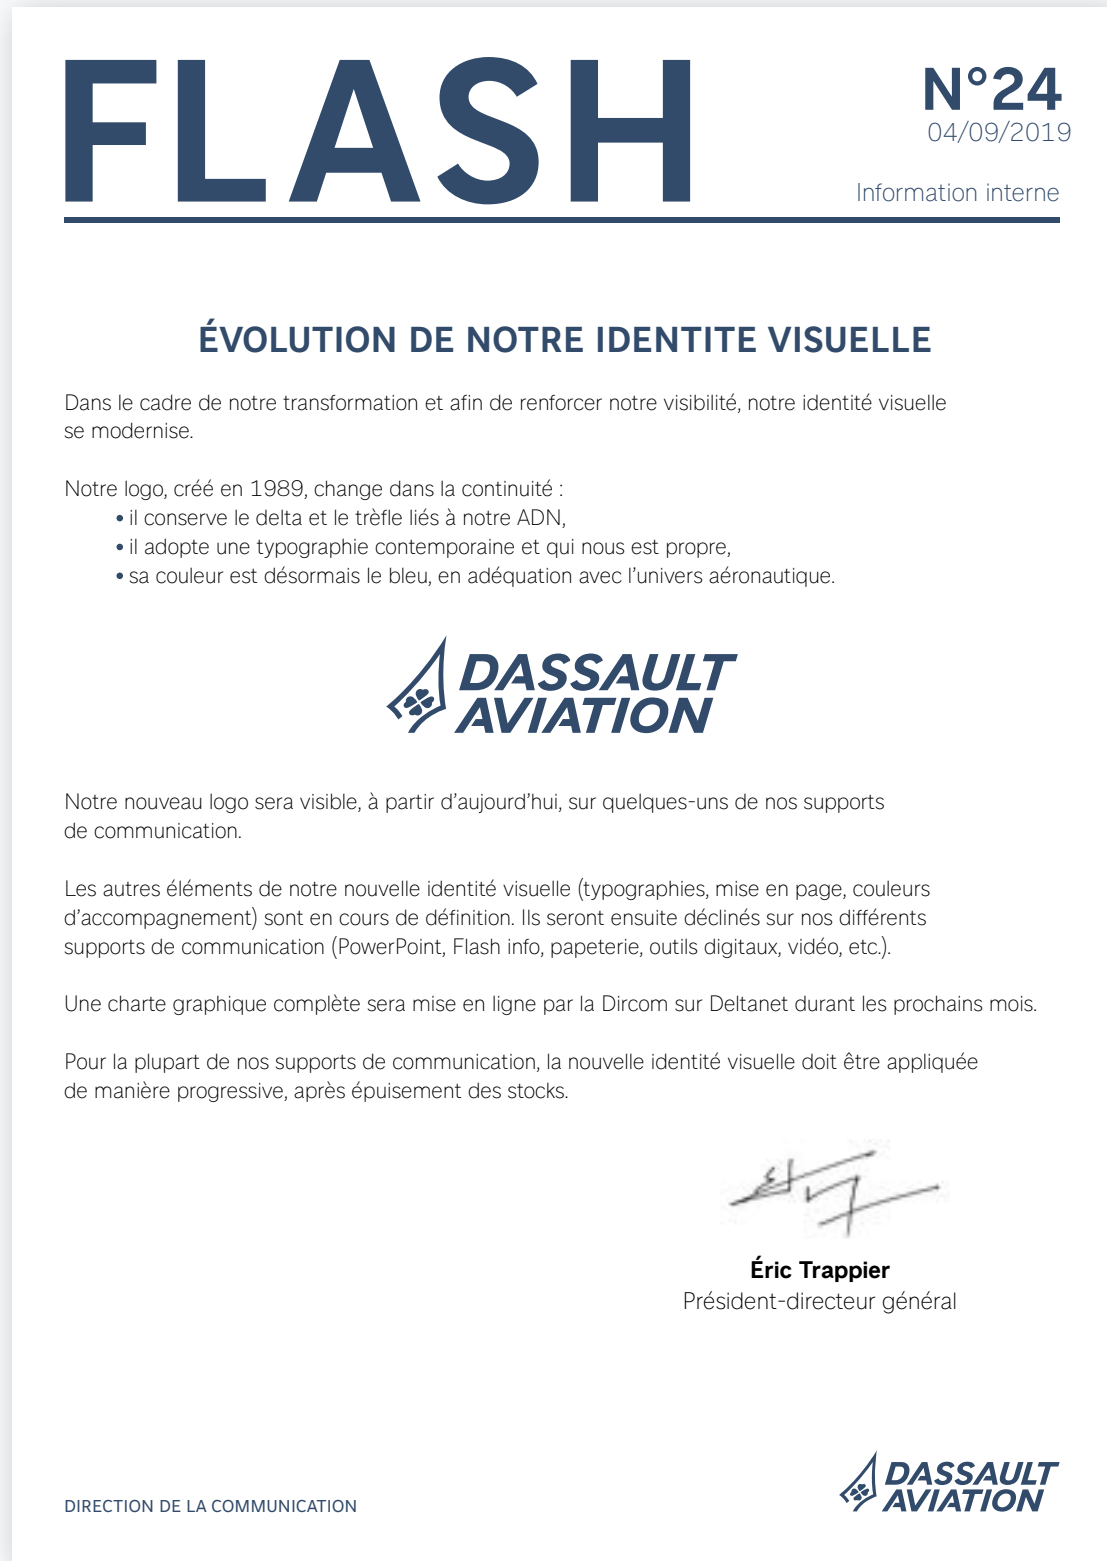 FLASH
N°24
04/09/2019
Information interne
ÉVOLUTION DE NOTRE IDENTITE VISUELLE
Dans le cadre de notre transformation et afin de renforcer notre visibilité, notre identité visuelle
se modernise.
Notre logo, créé en 1989, change dans la continuité :
• il conserve le delta et le trèfle liés à notre ADN,
• il adopte une typographie contemporaine et qui nous est propre,
• sa couleur est désormais le bleu, en adéquation avec l’univers aéronautique.
DASSAULT
AVIATION
Notre nouveau logo sera visible, à partir d’aujourd’hui, sur quelques-uns de nos supports
de communication.
Les autres éléments de notre nouvelle identité visuelle (typographies, mise en page, couleurs
d’accompagnement) sont en cours de définition. Ils seront ensuite déclinés sur nos différents
supports de communication (PowerPoint, Flash info, papeterie, outils digitaux, vidéo, etc.).
Une charte graphique complète sera mise en ligne par la Dircom sur Deltanet durant les prochains mois.
Pour la plupart de nos supports de communication, la nouvelle identité visuelle doit être appliquée
de manière progressive, après épuisement des stocks.
Éric Trappier
Président-directeur général
DIRECTION DE LA COMMUNICATION
DASSAULT
AVIATION